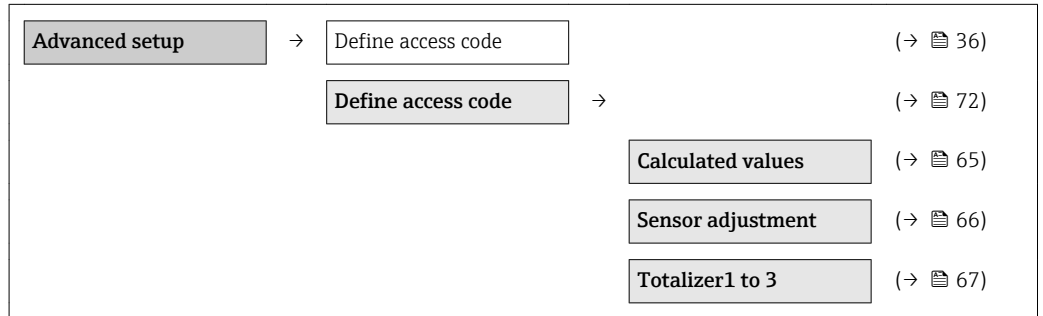 Advanced setup → Define access code (→ 36)
Define access code → (→ 72)
Calculated values (→ 65)
Sensor adjustment (→ 66)
Totalizer1 to 3 (→ 67)